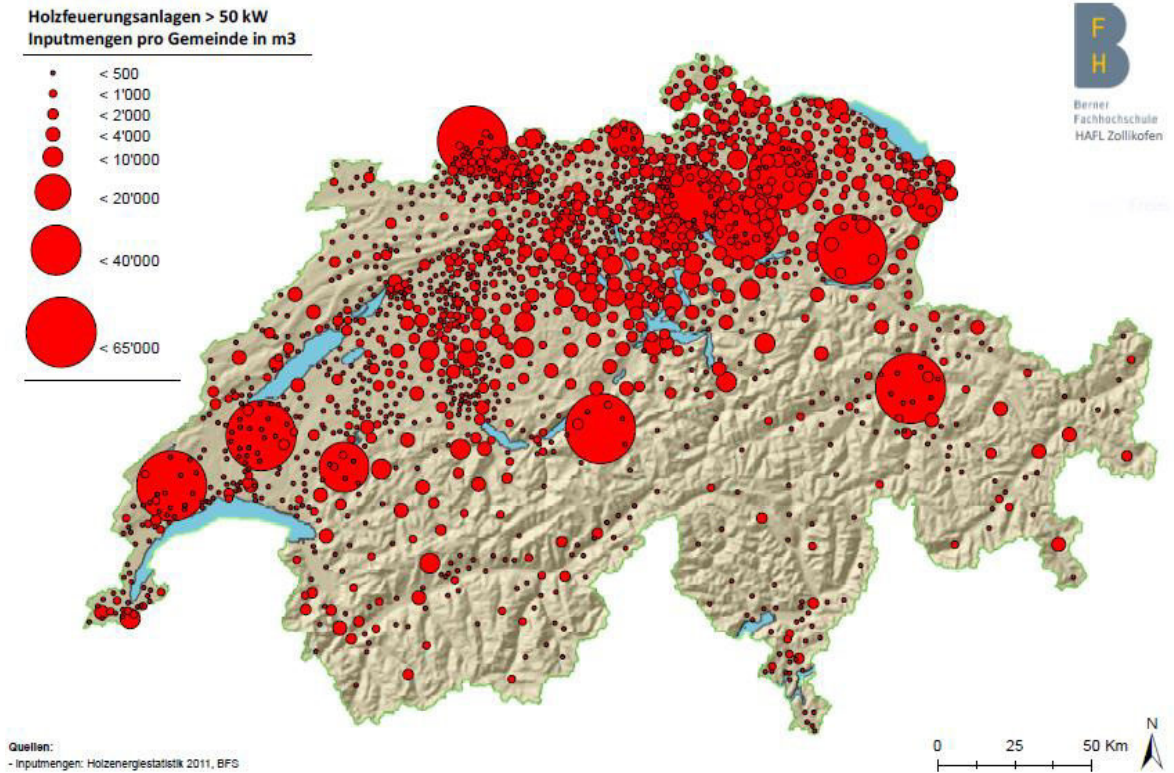 Holzfeuerungsanlagen > 50 kW
Inputmengen pro Gemeinde in m3
< 500
< 1'000
< 2'000
< 4'000
< 10'000
< 20'000
< 40'000
< 65'000
F
H
Berner
Fachhochschule
HAFL Zollikofen
Quellen:
- Inputmengen: Holzenergiestatistik 2011, BFS
N
0 25 50 Km